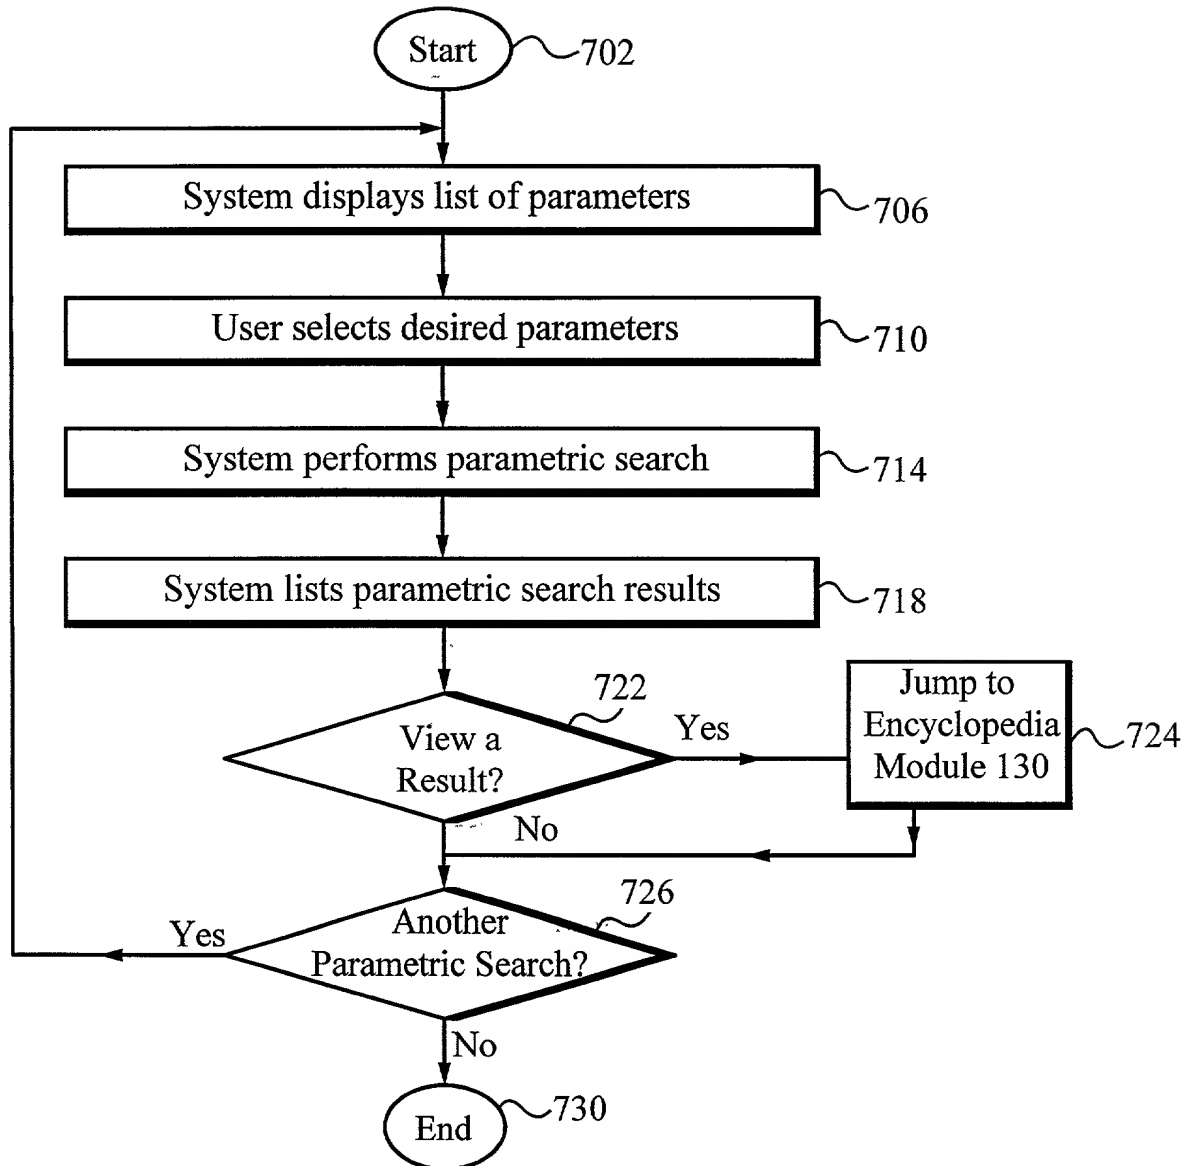 Start
702
System displays list of parameters
706
User selects desired parameters
710
System performs parametric search
714
System lists parametric search results
718
722
View a
Result?
Yes
Jump to
Encyclopedia
Module 130
724
No
726
Another
Parametric Search?
Yes
No
End
730